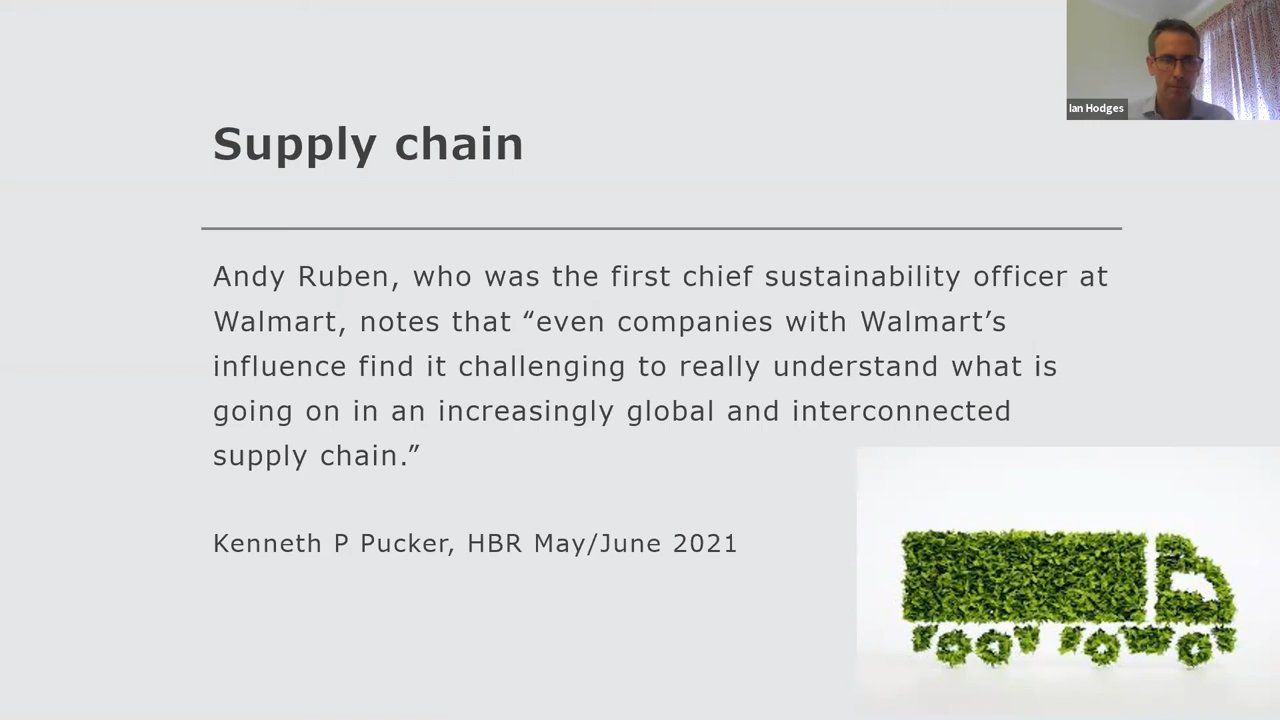 Ian Hodges
Supply chain
Andy Ruben, who was the first chief sustainability officer at
Walmart, notes that “even companies with Walmart’s
influence find it challenging to really understand what is
going on in an increasingly global and interconnected
supply chain.”
Kenneth P Pucker, HBR May/June 2021